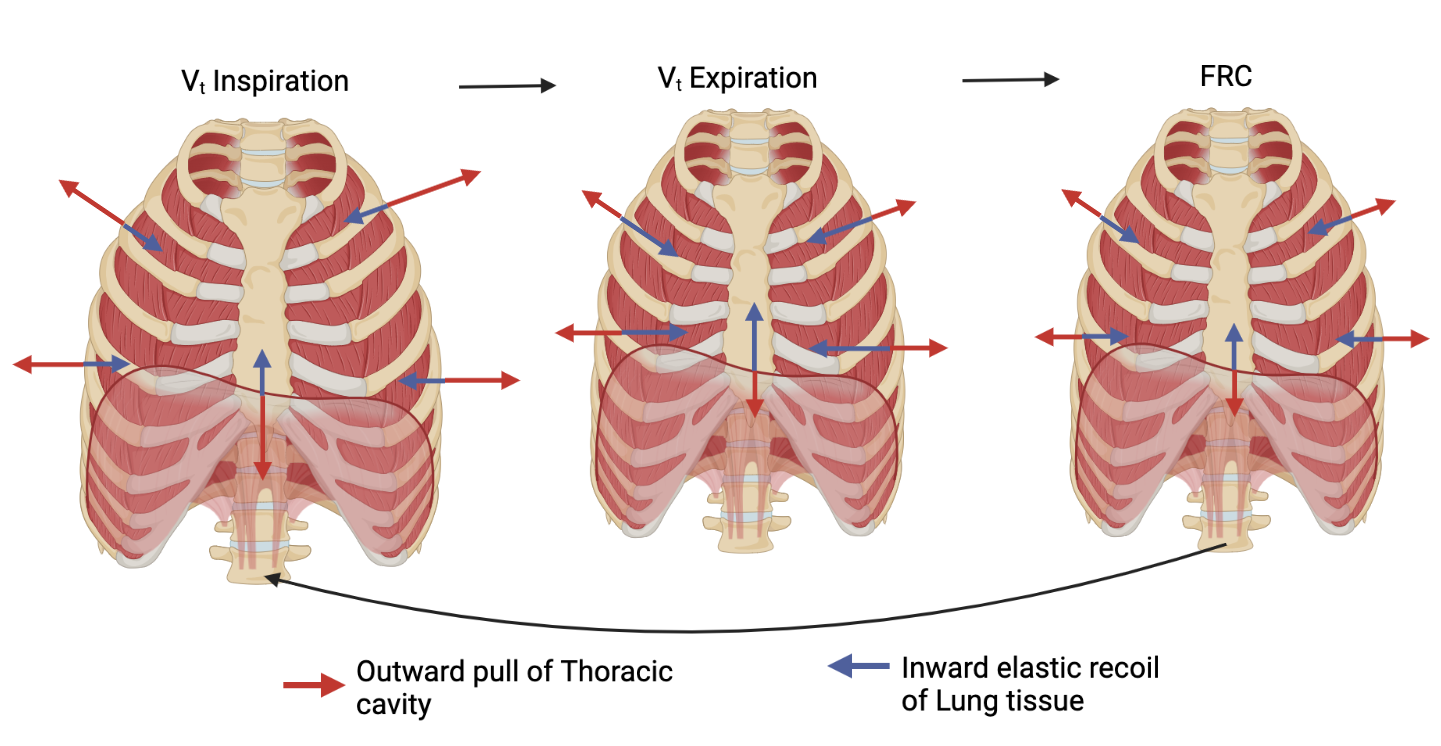 Vt Inspiration
Vt Expiration
FRC
Outward pull of Thoracic
cavity
Inward elastic recoil
of Lung tissue